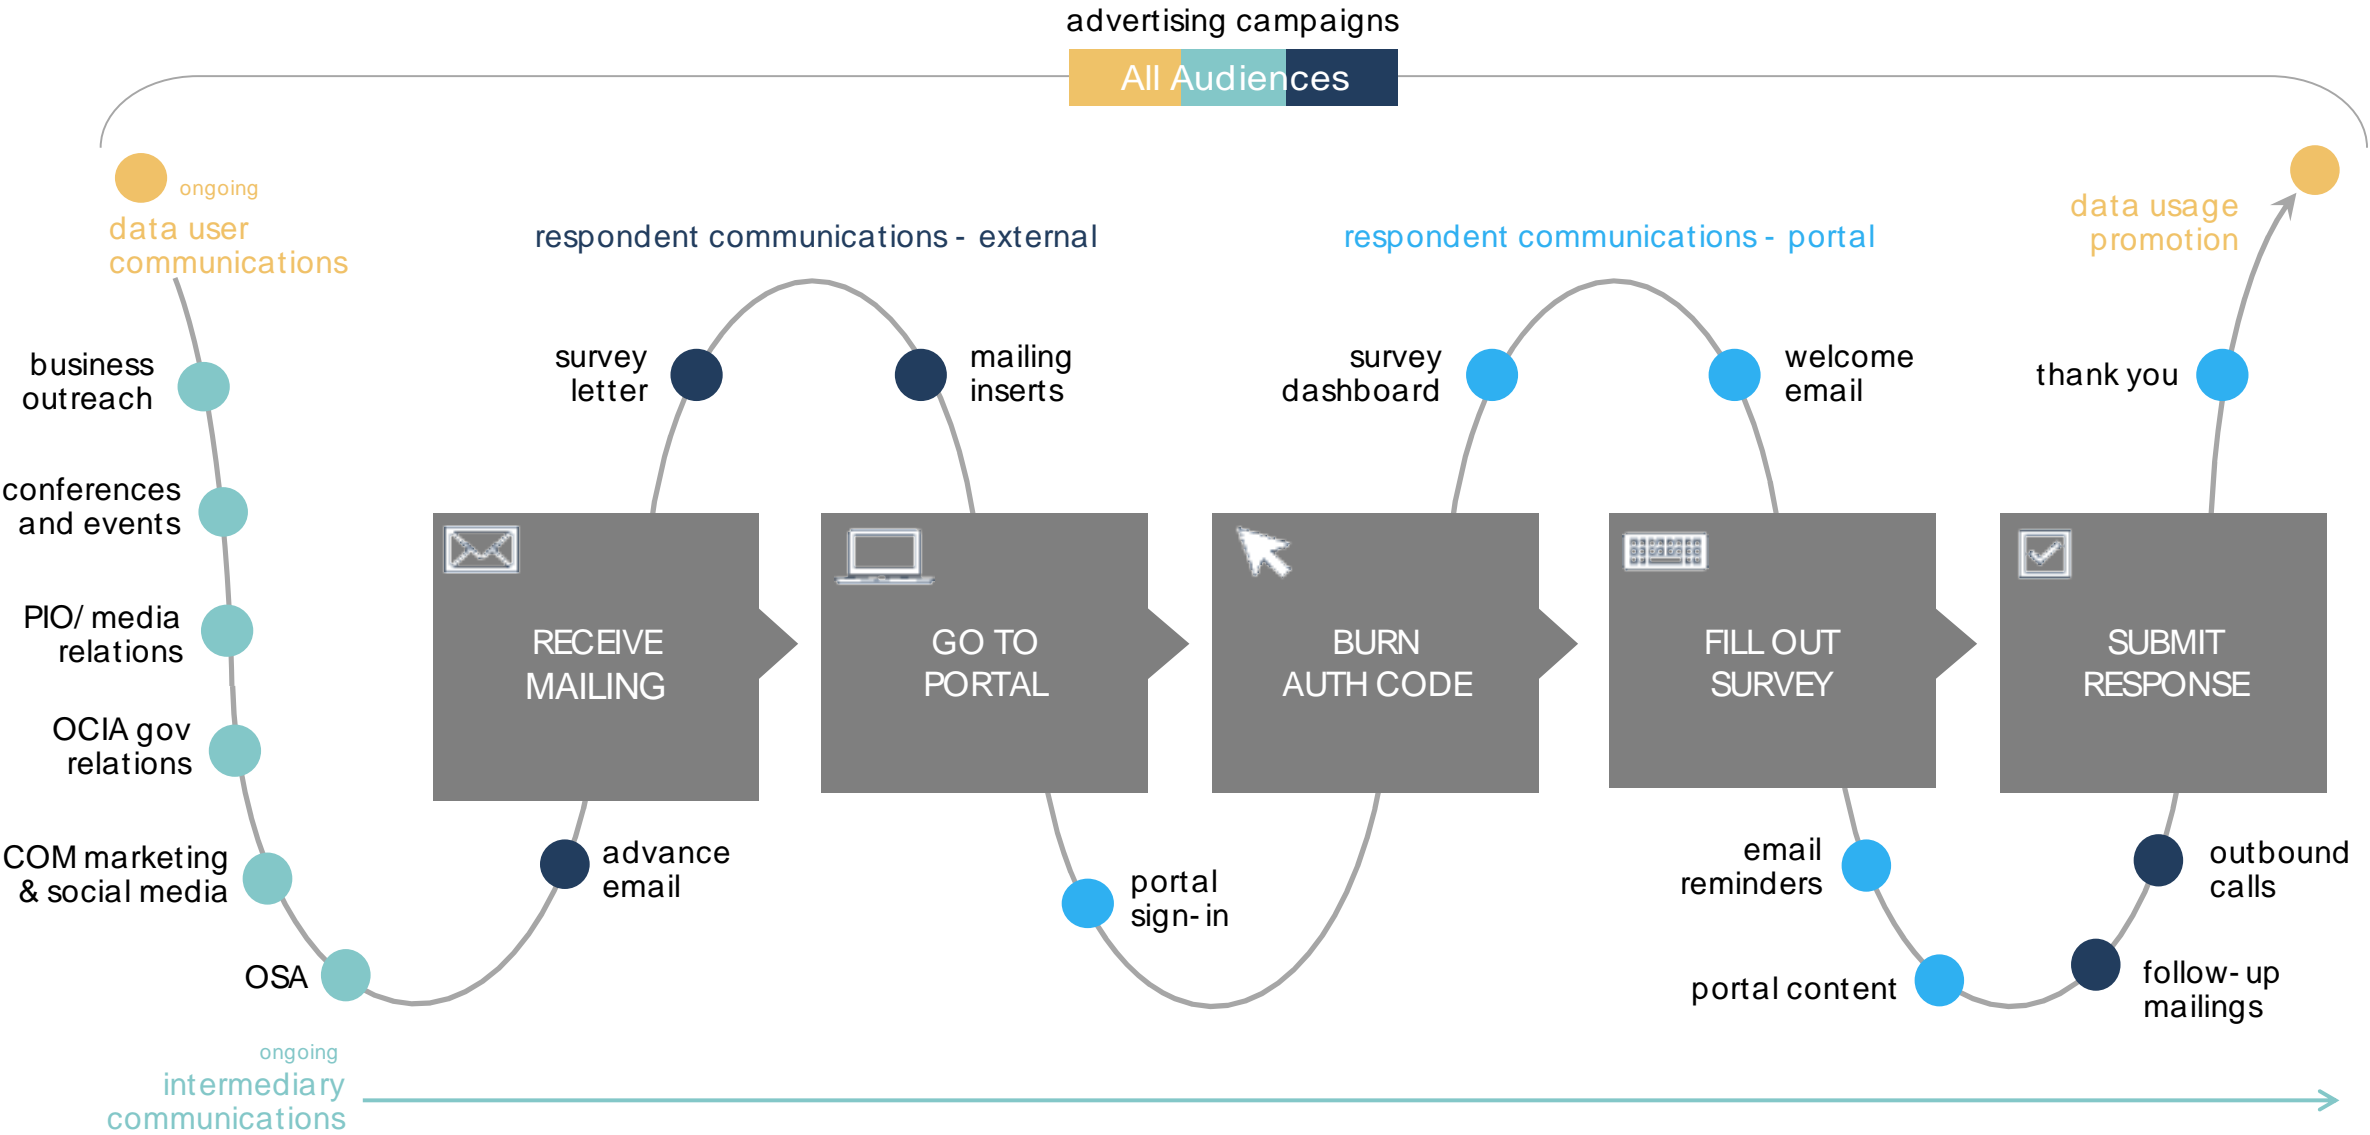 advertising campaigns
All Audiences
ongoing
data user
communications
respondent communications - external
respondent communications - portal
data usage
promotion
business
outreach
survey
letter
mailing
inserts
survey
dashboard
welcome
email
thank you
conferences
and events
PIO/ media
relations
OCIA gov
relations
COM marketing
& social media
OSA
RECEIVE
MAILING
GO TO
PORTAL
BURN
AUTH CODE
FILL OUT
SURVEY
SUBMIT
RESPONSE
advance
email
portal
sign-in
email
reminders
portal content
outbound
calls
follow-up
mailings
ongoing
intermediary
communications